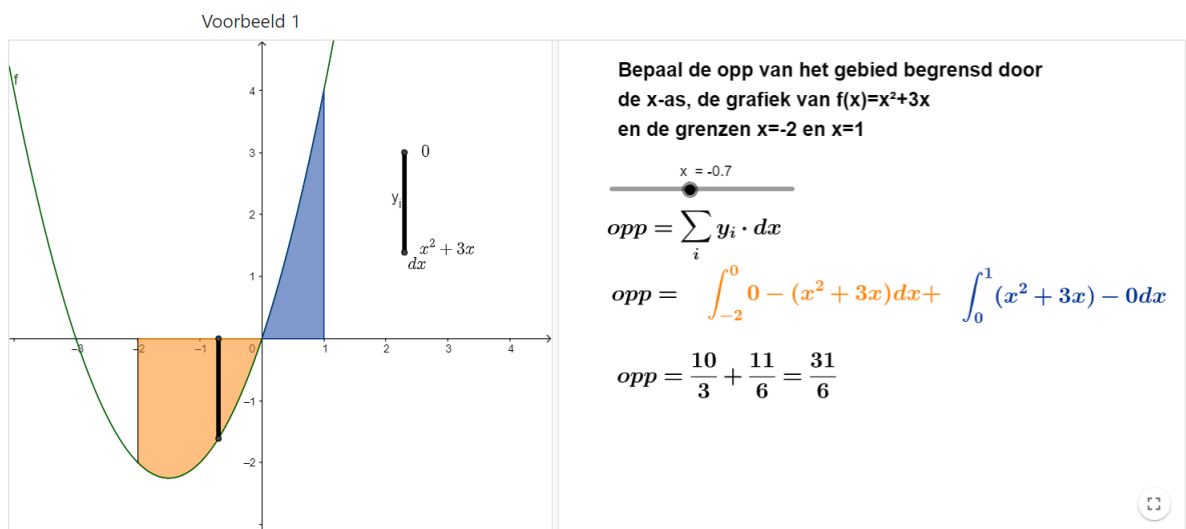 Voorbeeld 1
f
4
3
2
1
-1
-2
-3
-2
-1
0
1
2
3
4
0
yᵢ
x² + 3x
dx
Bepaal de opp van het gebied begrensd door
de x-as, de grafiek van f(x)=x²+3x
en de grenzen x=-2 en x=1
x = -0.7
opp = ∑ᵢ yᵢ · dx
opp = ∫₋₂⁰ 0 − (x² + 3x)dx+ ∫₀¹ (x² + 3x) − 0dx
opp = 10/3 + 11/6 = 31/6